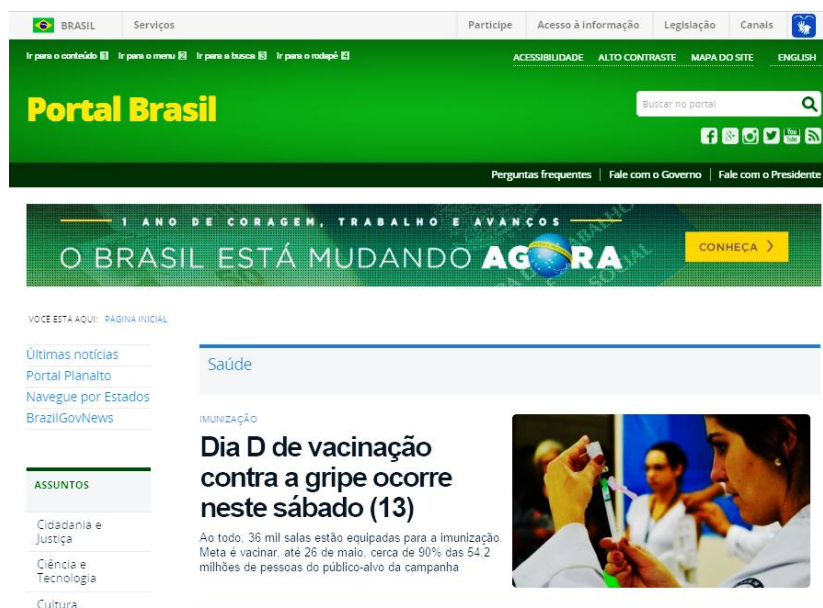 BRASIL Serviços Participe Acesso à informação Legislação Canais
Ir para o conteúdo 1 Ir para o menu 2 Ir para a busca 3 Ir para o rodapé 4 ACESSIBILIDADE ALTO CONTRASTE MAPA DO SITE ENGLISH
Portal Brasil
Buscar no portal
Perguntas frequentes | Fale com o Governo | Fale com o Presidente
1 ANO DE CORAGEM, TRABALHO E AVANÇOS
O BRASIL ESTÁ MUDANDO AGORA
CONHEÇA
VOCÊ ESTÁ AQUI: PÁGINA INICIAL
Últimas notícias
Portal Planalto
Navegue por Estados
BrazilGovNews
ASSUNTOS
Cidadania e
Justiça
Ciência e
Tecnologia
Cultura
Saúde
IMUNIZAÇÃO
Dia D de vacinação
contra a gripe ocorre
neste sábado (13)
Ao todo, 36 mil salas estão equipadas para a imunização.
Meta é vacinar, até 26 de maio, cerca de 90% das 54,2
milhões de pessoas do público-alvo da campanha